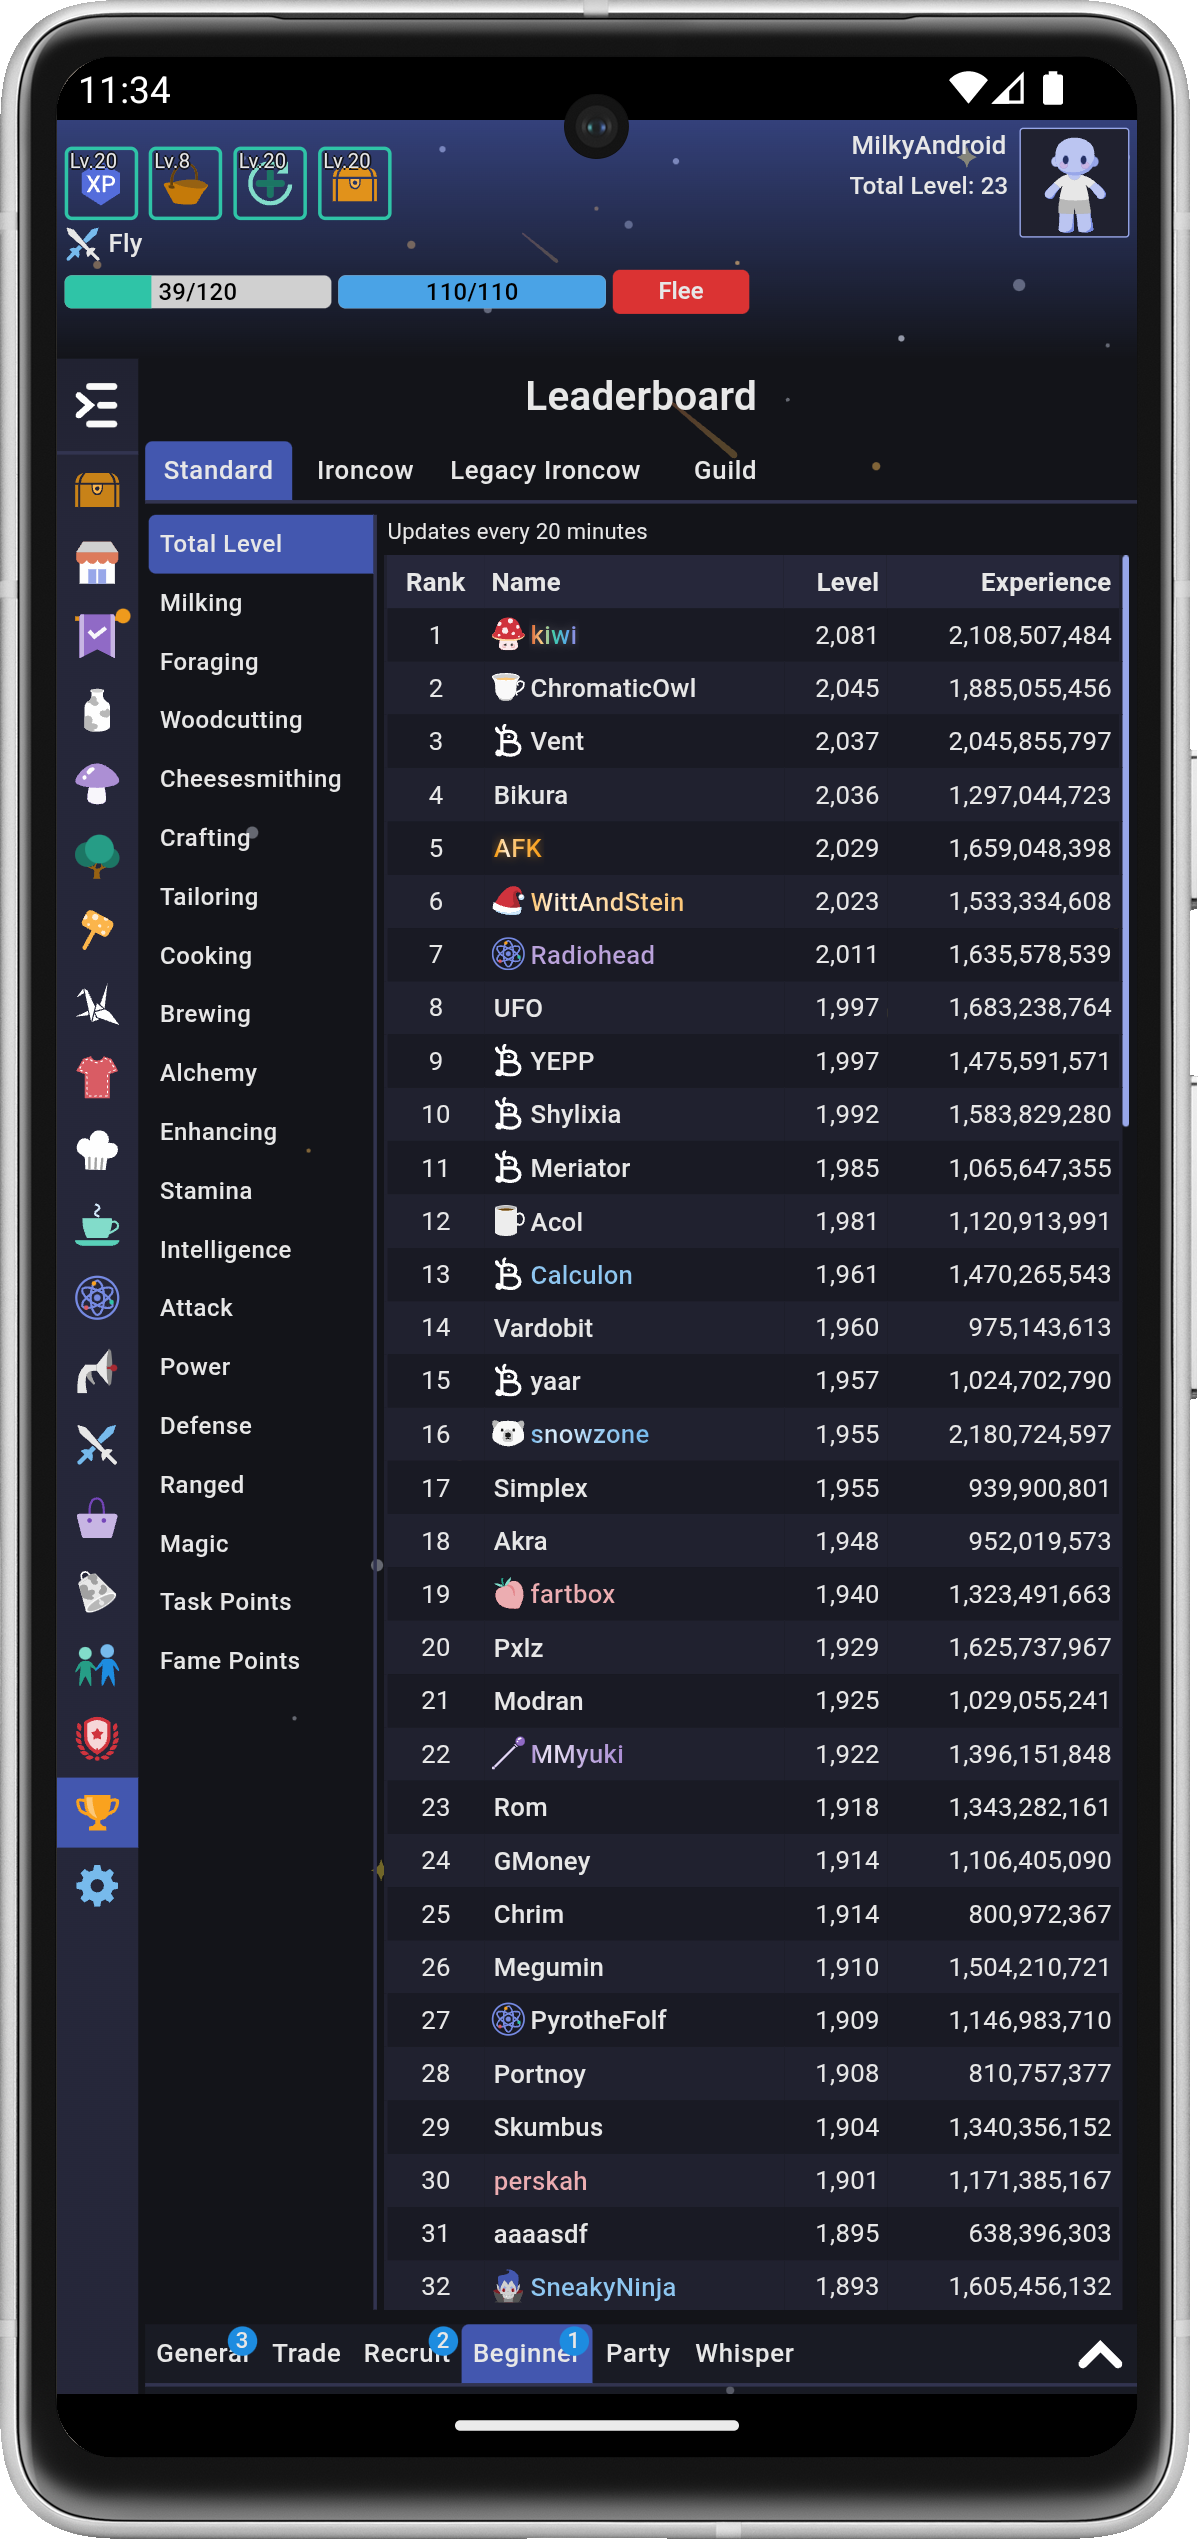 11:34
Lv.20 Lv.8 Lv.20 Lv.20
XP
MilkyAndroid
Total Level: 23
Fly
39/120 110/110 Flee
Leaderboard
Standard Ironcow Legacy Ironcow Guild
Total Level
Milking
Foraging
Woodcutting
Cheesesmithing
Crafting
Tailoring
Cooking
Brewing
Alchemy
Enhancing
Stamina
Intelligence
Attack
Power
Defense
Ranged
Magic
Task Points
Fame Points
Updates every 20 minutes
Rank Name Level Experience
1 kiwi 2,081 2,108,507,484
2 ChromaticOwl 2,045 1,885,055,456
3 Vent 2,037 2,045,855,797
4 Bikura 2,036 1,297,044,723
5 AFK 2,029 1,659,048,398
6 WittAndStein 2,023 1,533,334,608
7 Radiohead 2,011 1,635,578,539
8 UFO 1,997 1,683,238,764
9 YEPP 1,997 1,475,591,571
10 Shylixia 1,992 1,583,829,280
11 Meriator 1,985 1,065,647,355
12 Acol 1,981 1,120,913,991
13 Calculon 1,961 1,470,265,543
14 Vardobit 1,960 975,143,613
15 yaar 1,957 1,024,702,790
16 snowzone 1,955 2,180,724,597
17 Simplex 1,955 939,900,801
18 Akra 1,948 952,019,573
19 fartbox 1,940 1,323,491,663
20 Pxlz 1,929 1,625,737,967
21 Modran 1,925 1,029,055,241
22 MMyuki 1,922 1,396,151,848
23 Rom 1,918 1,343,282,161
24 GMoney 1,914 1,106,405,090
25 Chrim 1,914 800,972,367
26 Megumin 1,910 1,504,210,721
27 PyrotheFolf 1,909 1,146,983,710
28 Portnoy 1,908 810,757,377
29 Skumbus 1,904 1,340,356,152
30 perskah 1,901 1,171,385,167
31 aaaasdf 1,895 638,396,303
32 SneakyNinja 1,893 1,605,456,132
General 3 Trade Recruit 2 Beginner 1 Party Whisper